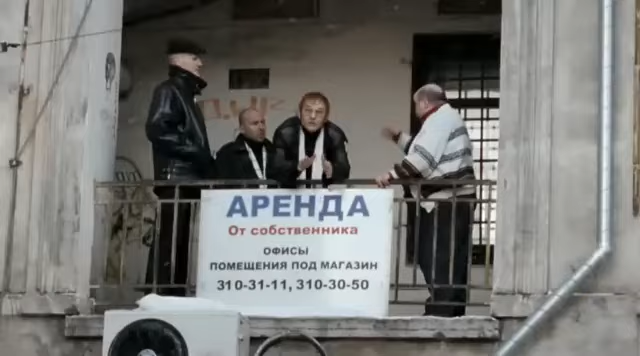 АРЕНДА
От собственника
ОФИСЫ
ПОМЕЩЕНИЯ ПОД МАГАЗИН
310-31-11, 310-30-50